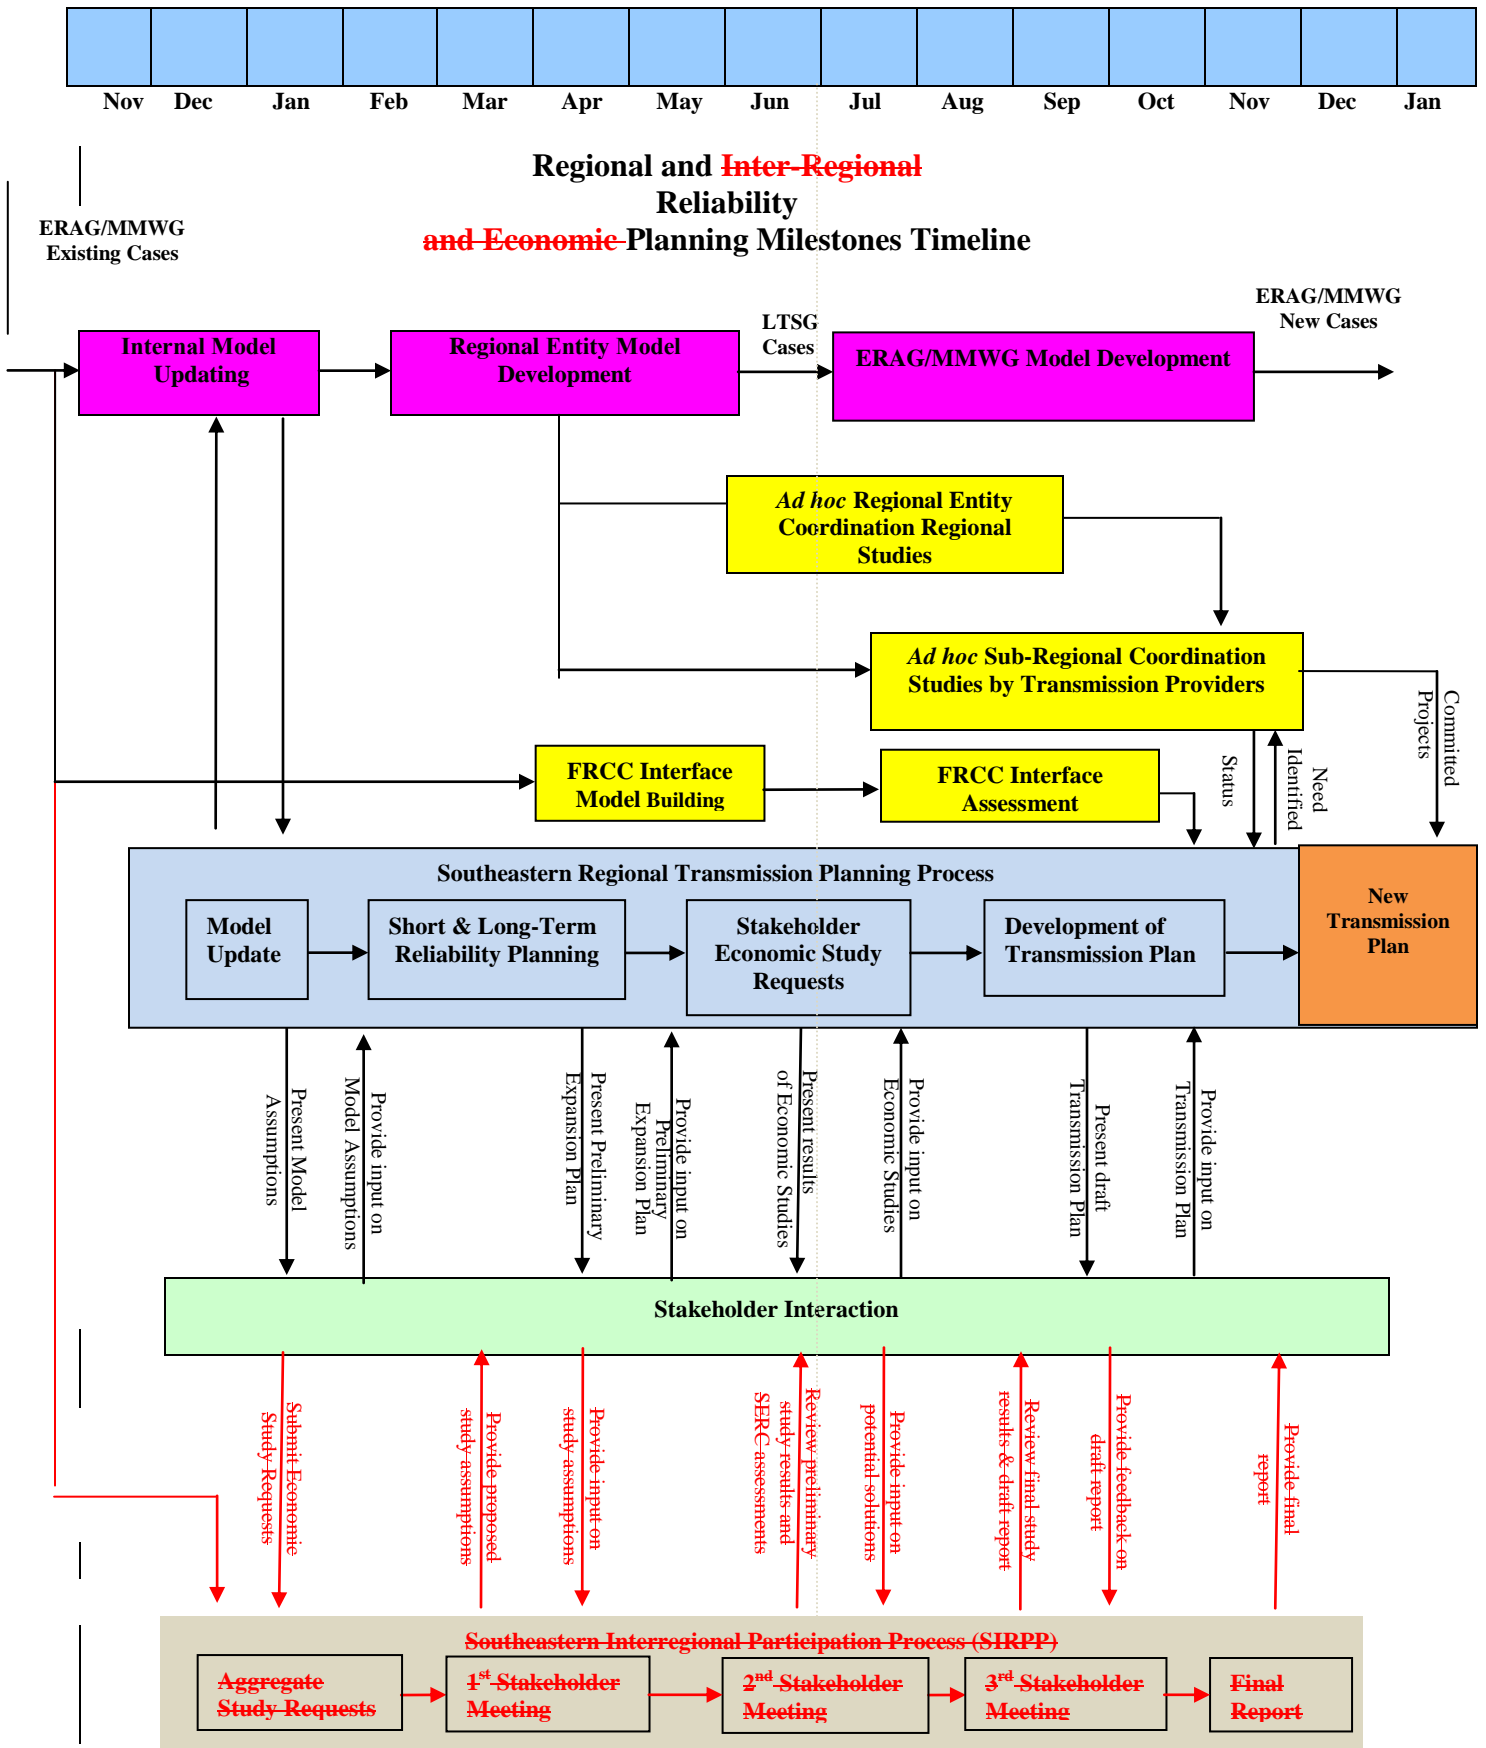 Nov Dec Jan Feb Mar Apr May Jun Jul Aug Sep Oct Nov Dec Jan
Regional and Inter-Regional
Reliability
and Economic Planning Milestones Timeline
ERAG/MMWG
Existing Cases
ERAG/MMWG
New Cases
LTSG
Cases
Internal Model
Updating
Regional Entity Model
Development
ERAG/MMWG Model Development
Ad hoc Regional Entity
Coordination Regional
Studies
Ad hoc Sub-Regional Coordination
Studies by Transmission Providers
Committed
Projects
FRCC Interface
Model Building
FRCC Interface
Assessment
Status
Need
Identified
Southeastern Regional Transmission Planning Process
Model
Update
Short & Long-Term
Reliability Planning
Stakeholder
Economic Study
Requests
Development of
Transmission Plan
New
Transmission
Plan
Present Model
Assumptions
Provide input on
Model Assumptions
Present Preliminary
Expansion Plan
Provide input on
Preliminary
Expansion Plan
Present results
of Economic Studies
Provide input on
Economic Studies
Present draft
Transmission Plan
Provide input on
Transmission Plan
Stakeholder Interaction
Submit Economic
Study Requests
Provide proposed
study assumptions
Provide input on
study assumptions
Review preliminary
study results and
SERC assessments
Provide input on
potential solutions
Review final study
results & draft report
Provide feedback on
draft report
Provide final
report
Southeastern Interregional Participation Process (SIRPP)
Aggregate
Study Requests
1st Stakeholder
Meeting
2nd Stakeholder
Meeting
3rd Stakeholder
Meeting
Final
Report